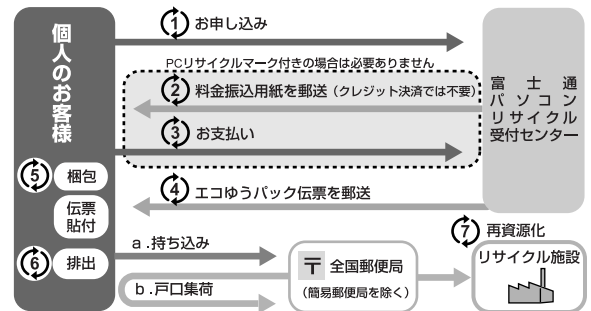 個人のお客様
① お申し込み
PCリサイクルマーク付きの場合は必要ありません
② 料金振込用紙を郵送（クレジット決済では不要）
③ お支払い
富士通
パソコン
リサイクル
受付センター
④ エコゆうパック伝票を郵送
⑤ 梱包
伝票
貼付
⑥ 排出
a .持ち込み
b .戸口集荷
〒 全国郵便局
（簡易郵便局を除く）
⑦ 再資源化
リサイクル施設